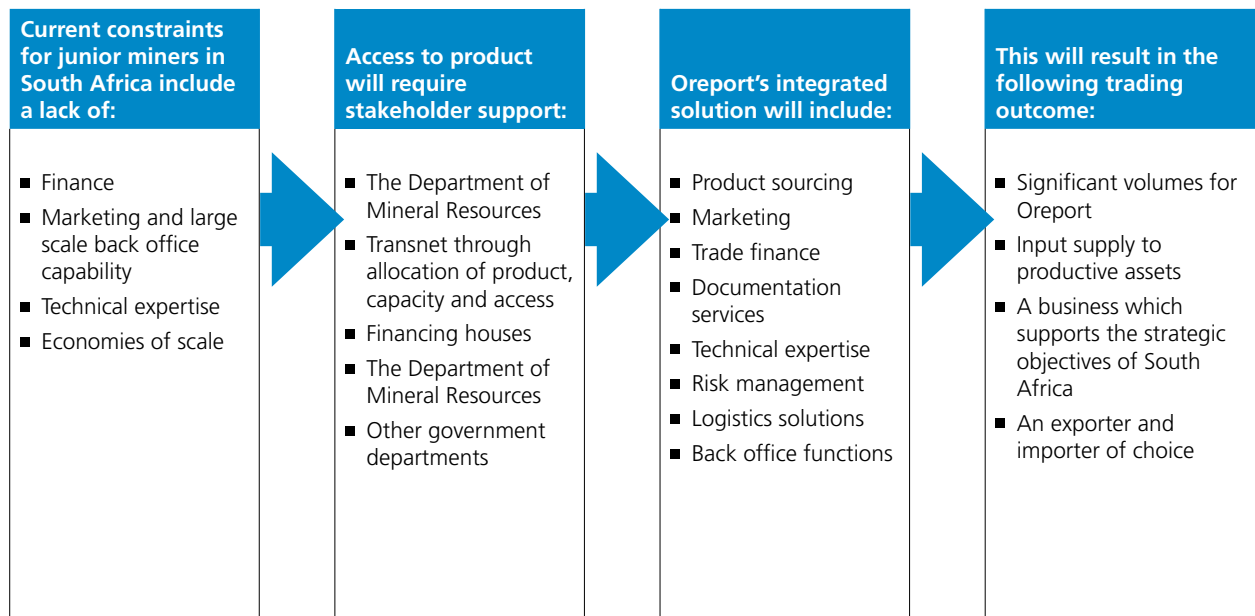 Current constraints
for junior miners in
South Africa include
a lack of:
■ Finance
■ Marketing and large
scale back office
capability
■ Technical expertise
■ Economies of scale
Access to product
will require
stakeholder support:
■ The Department of
Mineral Resources
■ Transnet through
allocation of product,
capacity and access
■ Financing houses
■ The Department of
Mineral Resources
■ Other government
departments
Oreport's integrated
solution will include:
■ Product sourcing
■ Marketing
■ Trade finance
■ Documentation
services
■ Technical expertise
■ Risk management
■ Logistics solutions
■ Back office functions
This will result in the
following trading
outcome:
■ Significant volumes for
Oreport
■ Input supply to
productive assets
■ A business which
supports the strategic
objectives of South
Africa
■ An exporter and
importer of choice